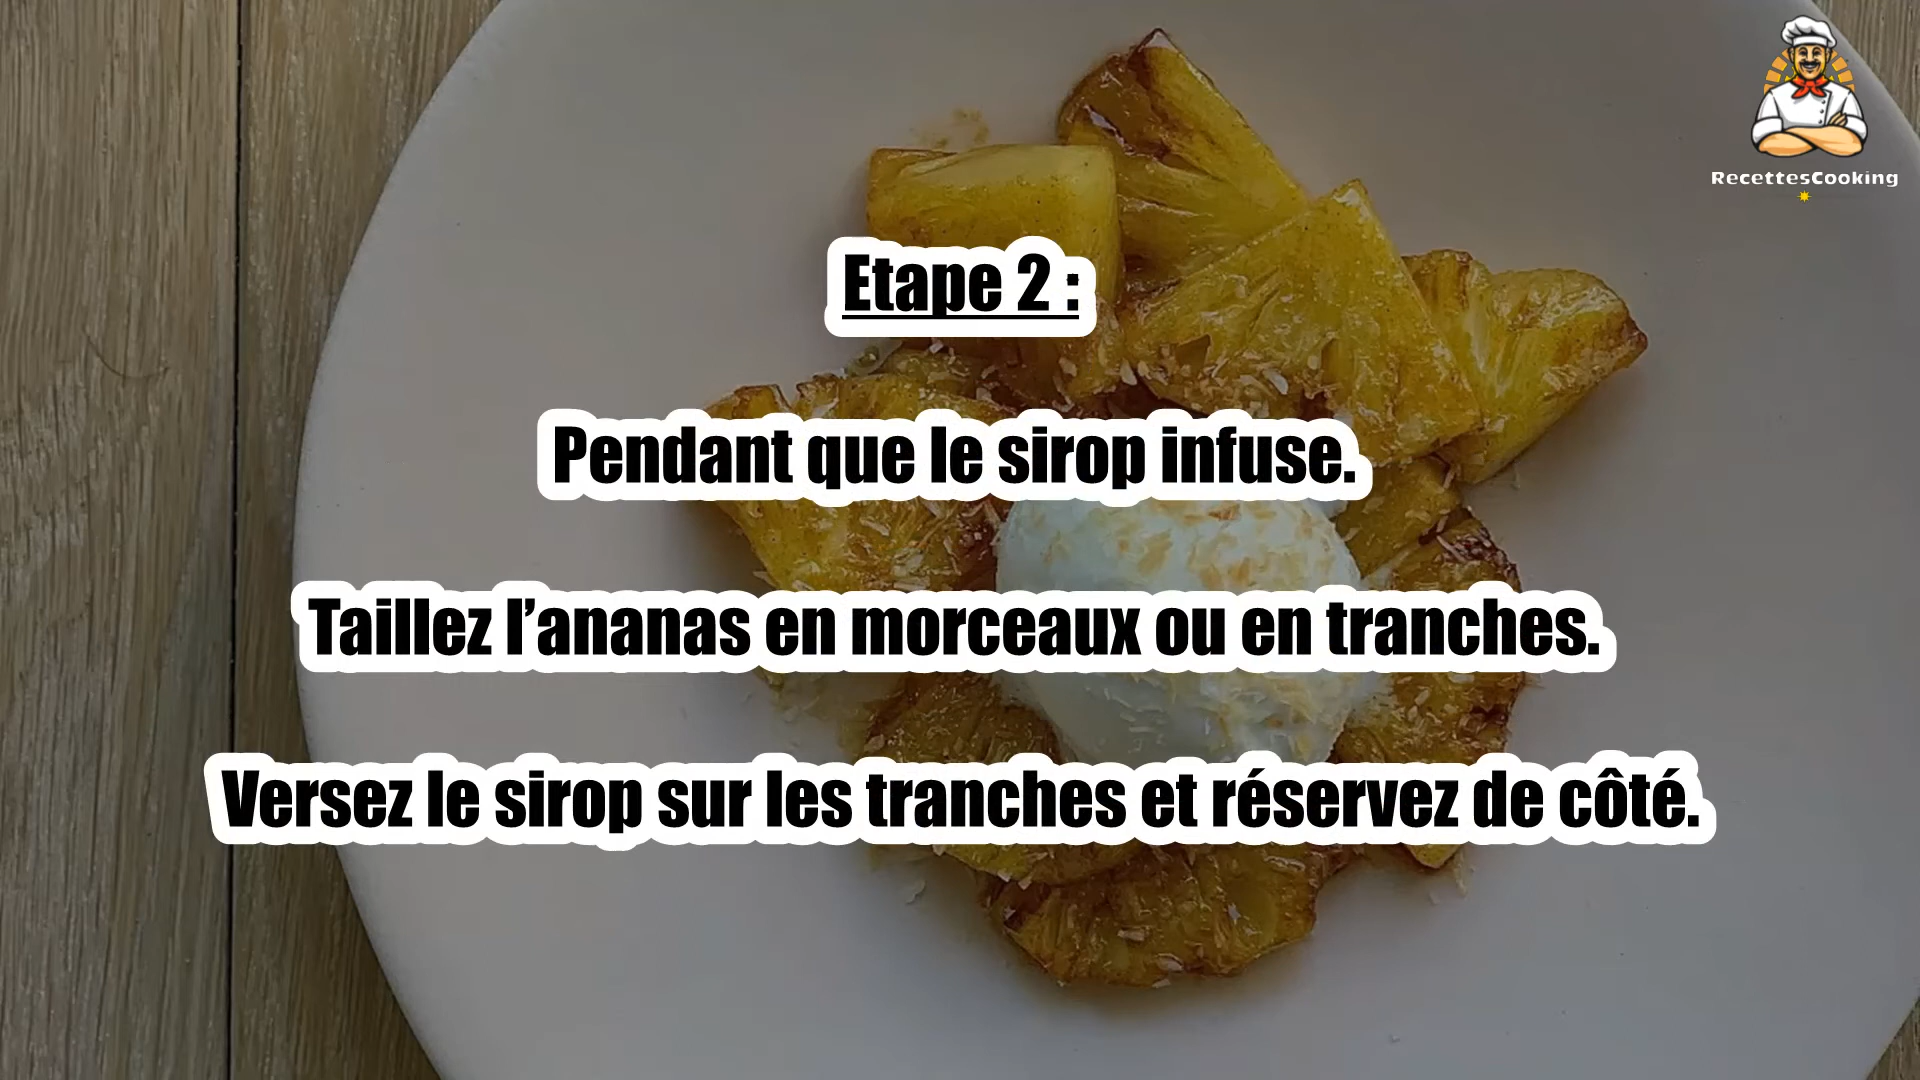 RecettesCooking
Etape 2 :
Pendant que le sirop infuse.
Taillez l’ananas en morceaux ou en tranches.
Versez le sirop sur les tranches et réservez de côté.